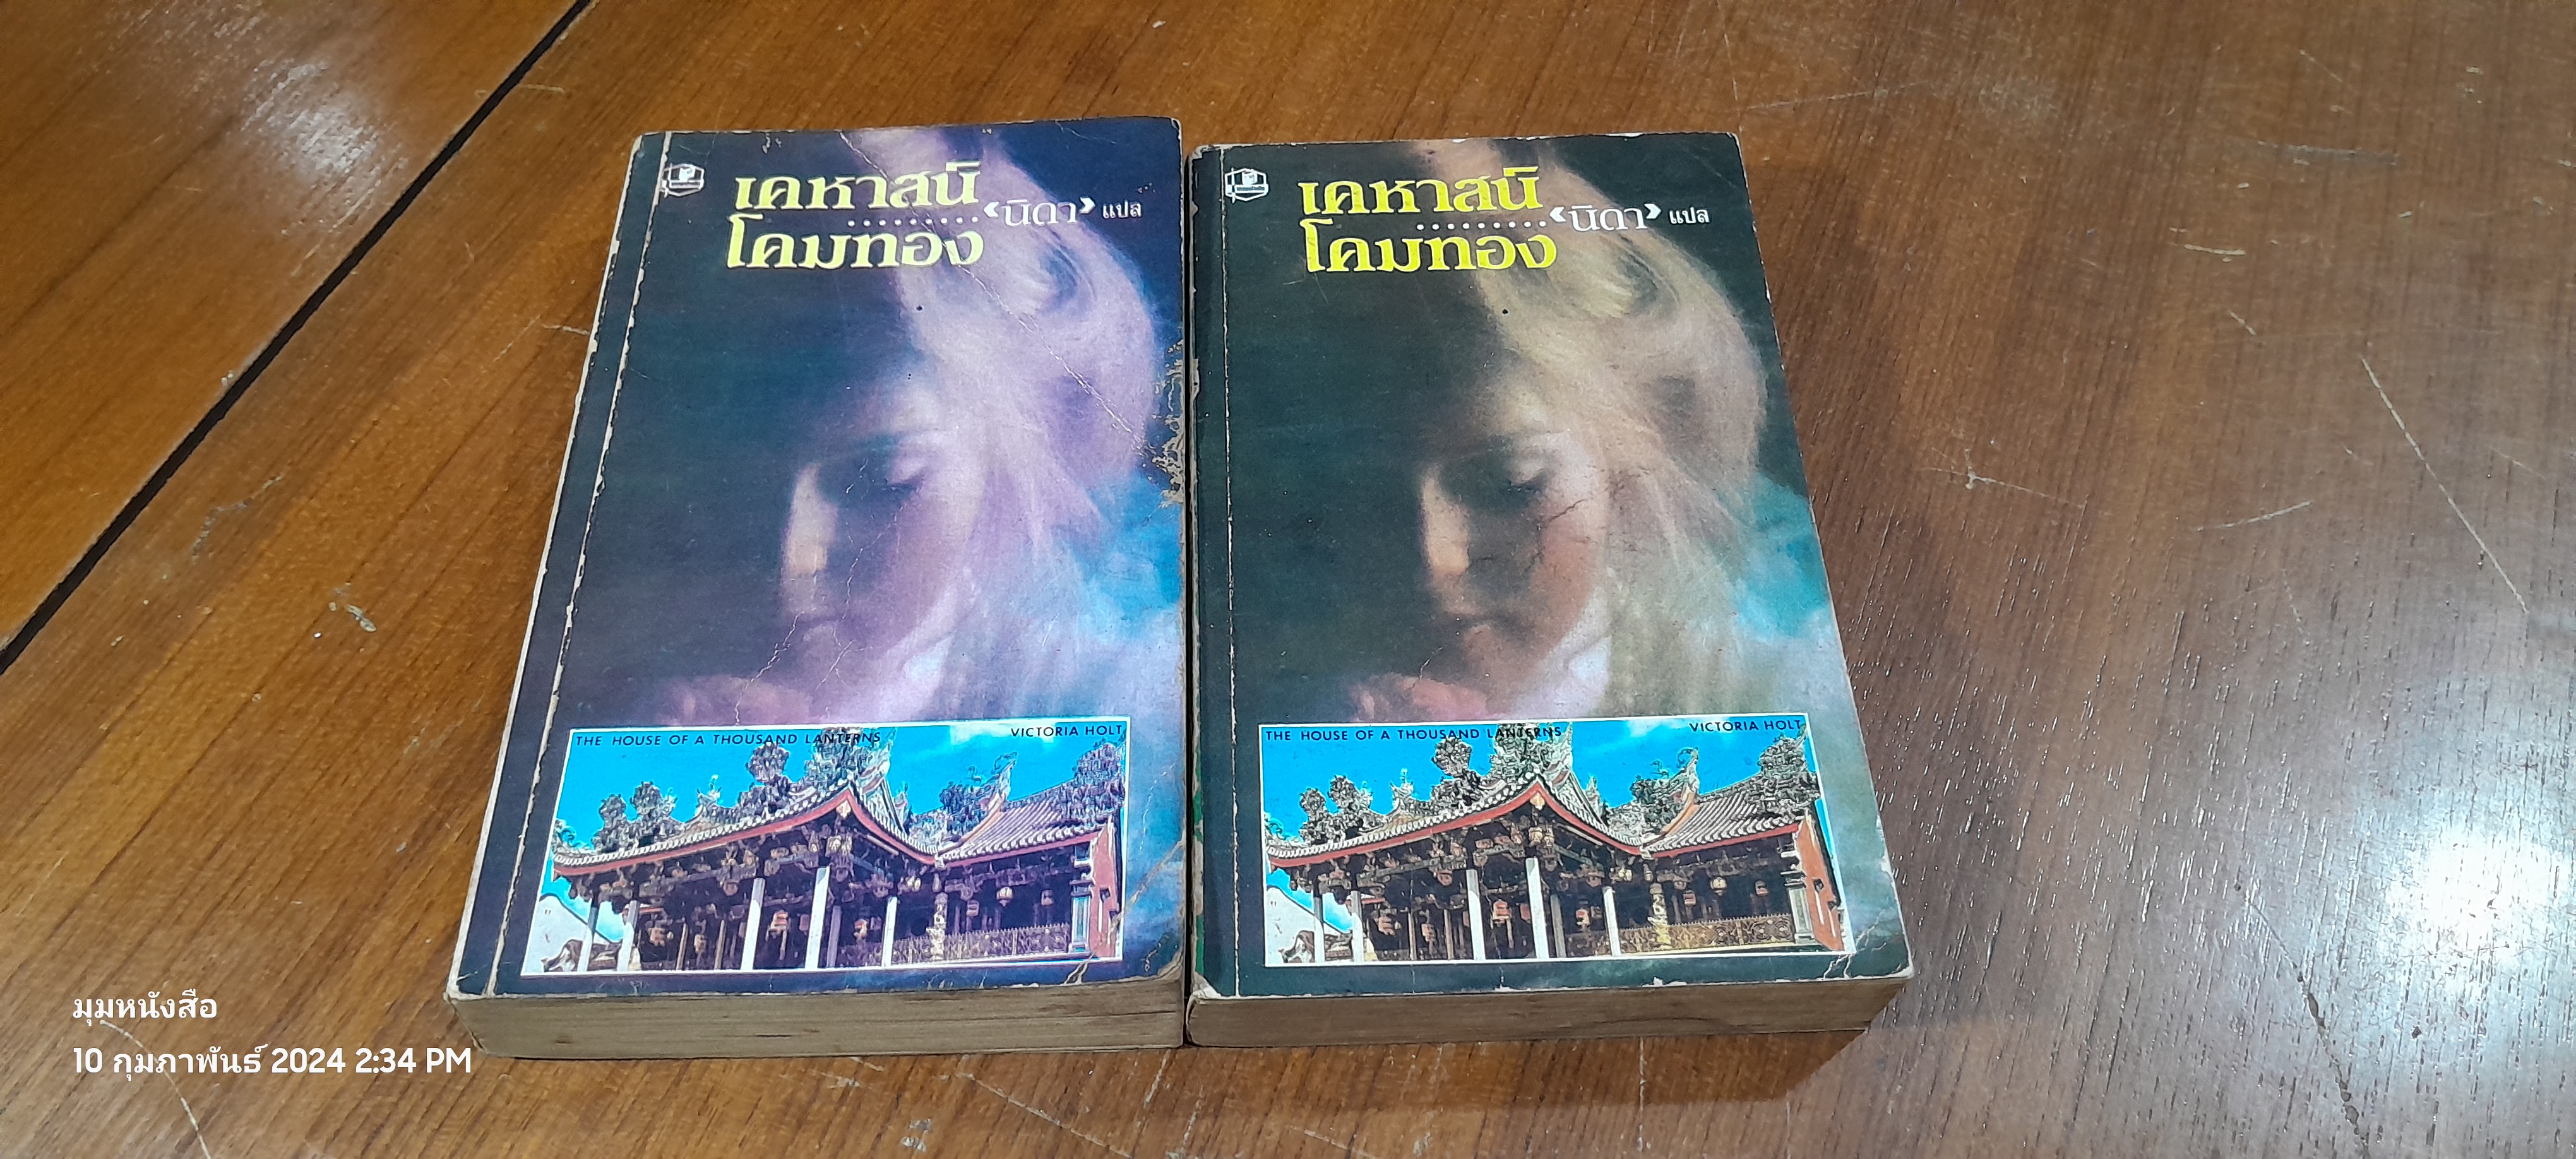 เคหาสน์
โคมทอง
‹นิดา› แปล
THE HOUSE OF A THOUSAND LANTERNS
VICTORIA HOLT
เคหาสน์
โคมทอง
‹นิดา› แปล
THE HOUSE OF A THOUSAND LANTERNS
VICTORIA HOLT
มุมหนังสือ
10 กุมภาพันธ์ 2024 2:34 PM